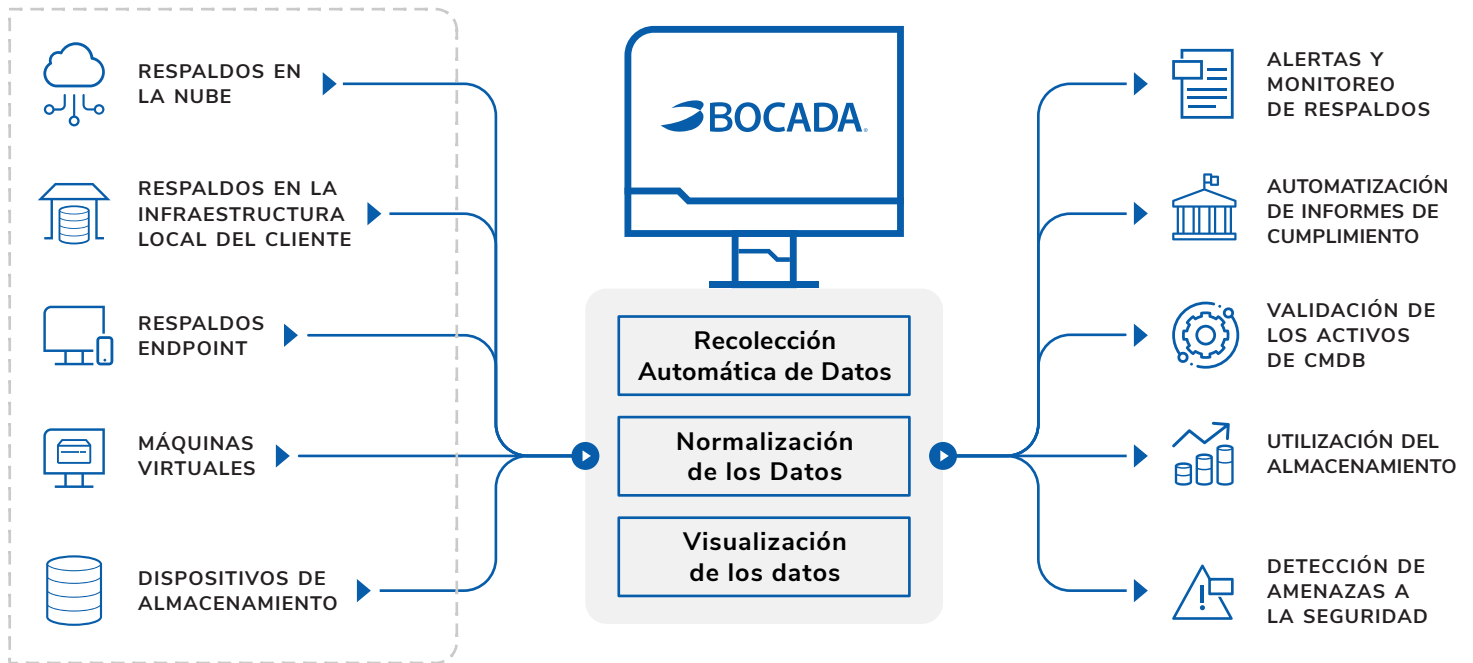 RESPALDOS EN
LA NUBE
RESPALDOS EN LA
INFRAESTRUCTURA
LOCAL DEL CLIENTE
RESPALDOS
ENDPOINT
MÁQUINAS
VIRTUALES
DISPOSITIVOS DE
ALMACENAMIENTO
BOCADA
Recolección
Automática de Datos
Normalización
de los Datos
Visualización
de los datos
ALERTAS Y
MONITOREO
DE RESPALDOS
AUTOMATIZACIÓN
DE INFORMES DE
CUMPLIMIENTO
VALIDACIÓN DE
LOS ACTIVOS
DE CMDB
UTILIZACIÓN DEL
ALMACENAMIENTO
DETECCIÓN DE
AMENAZAS A
LA SEGURIDAD